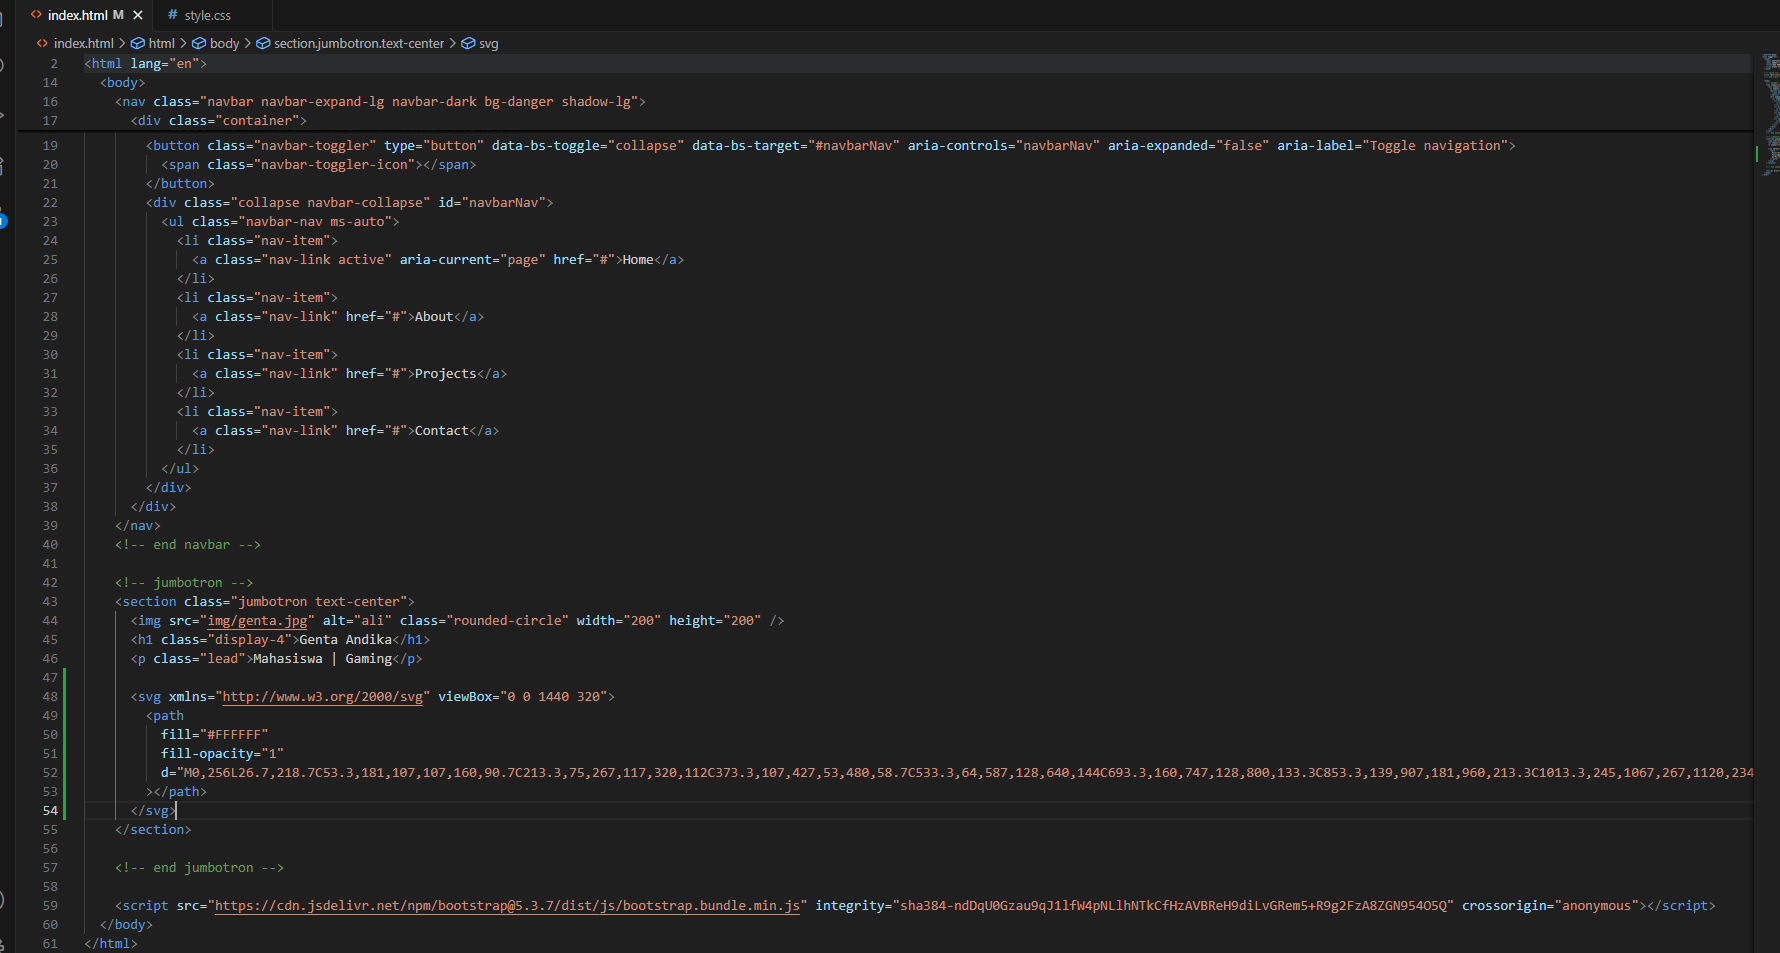 index.html M
# style.css
index.html > html > body > section.jumbotron.text-center > svg
2 <html lang="en">
14 <body>
16 <nav class="navbar navbar-expand-lg navbar-dark bg-danger shadow-lg">
17 <div class="container">
19 <button class="navbar-toggler" type="button" data-bs-toggle="collapse" data-bs-target="#navbarNav" aria-controls="navbarNav" aria-expanded="false" aria-label="Toggle navigation">
20 <span class="navbar-toggler-icon"></span>
21 </button>
22 <div class="collapse navbar-collapse" id="navbarNav">
23 <ul class="navbar-nav ms-auto">
24 <li class="nav-item">
25 <a class="nav-link active" aria-current="page" href="#">Home</a>
26 </li>
27 <li class="nav-item">
28 <a class="nav-link" href="#">About</a>
29 </li>
30 <li class="nav-item">
31 <a class="nav-link" href="#">Projects</a>
32 </li>
33 <li class="nav-item">
34 <a class="nav-link" href="#">Contact</a>
35 </li>
36 </ul>
37 </div>
38 </div>
39 </nav>
40 <!-- end navbar -->
41
42 <!-- jumbotron -->
43 <section class="jumbotron text-center">
44 <img src="img/genta.jpg" alt="ali" class="rounded-circle" width="200" height="200" />
45 <h1 class="display-4">Genta Andika</h1>
46 <p class="lead">Mahasiswa | Gaming</p>
47
48 <svg xmlns="http://www.w3.org/2000/svg" viewBox="0 0 1440 320">
49 <path
50 fill="#FFFFFF"
51 fill-opacity="1"
52 d="M0,256L26.7,218.7C53.3,181,107,107,160,90.7C213.3,75,267,117,320,112C373.3,107,427,53,480,58.7C533.3,64,587,128,640,144C693.3,160,747,128,800,133.3C853.3,139,907,181,960,213.3C1013.3,245,1067,267,1120,234
53 ></path>
54 </svg>
55 </section>
56
57 <!-- end jumbotron -->
58
59 <script src="https://cdn.jsdelivr.net/npm/bootstrap@5.3.7/dist/js/bootstrap.bundle.min.js" integrity="sha384-ndDqU0Gzau9qJ1lfW4pNLlhNTkCfHzAVBReH9diLvGRem5+R9g2FzA8ZGN954O5Q" crossorigin="anonymous"></script>
60 </body>
61 </html>